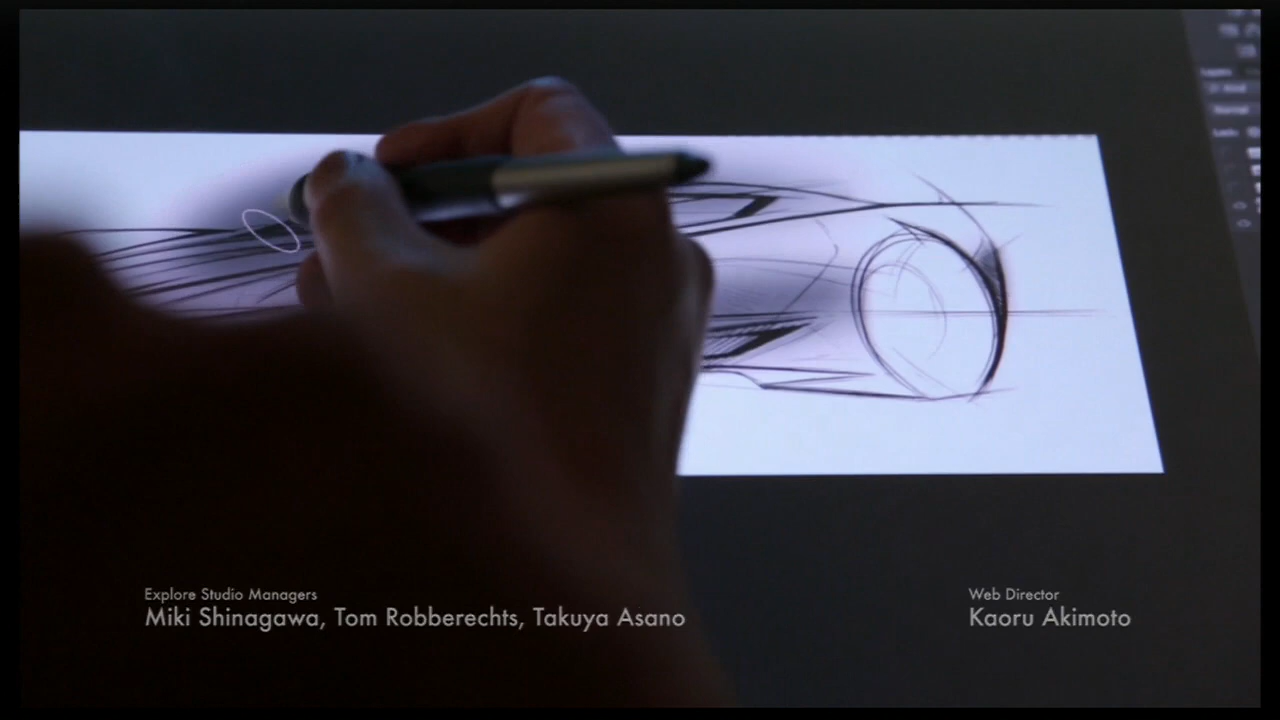 Explore Studio Managers
Miki Shinagawa, Tom Robberechts, Takuya Asano
Web Director
Kaoru Akimoto